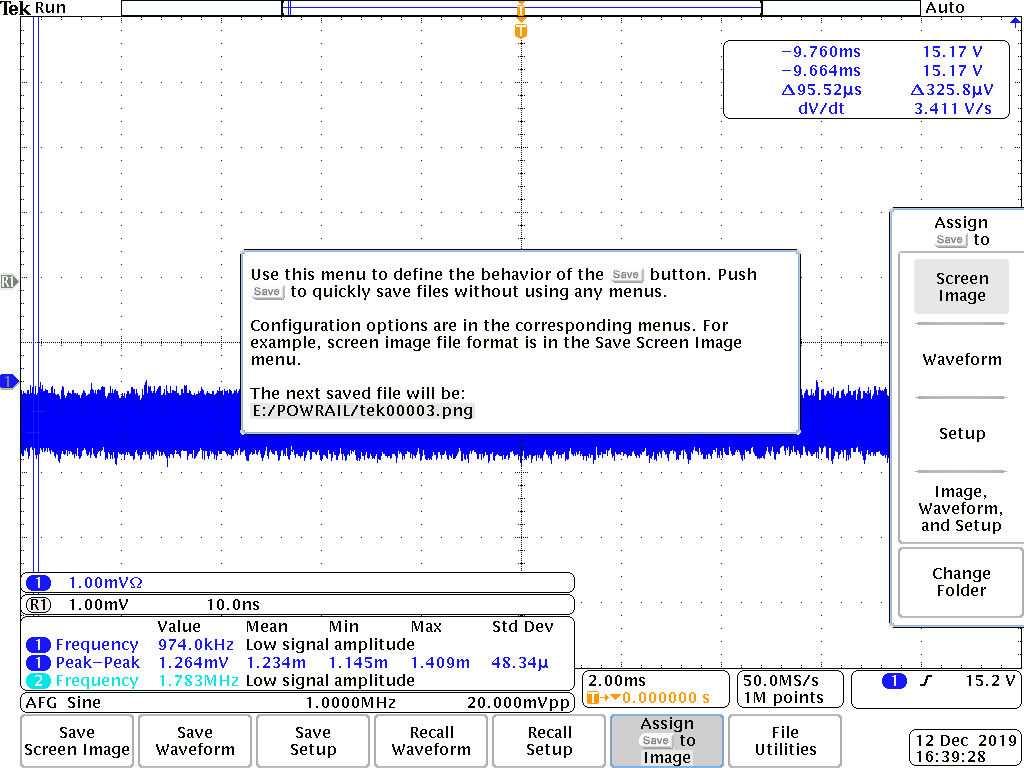 Tek Run
Auto
T
T
−9.760ms 15.17 V
−9.664ms 15.17 V
Δ95.52µs Δ325.8µV
dV/dt 3.411 V/s
R1
1
Use this menu to define the behavior of the Save button. Push
Save to quickly save files without using any menus.
Configuration options are in the corresponding menus. For
example, screen image file format is in the Save Screen Image
menu.
The next saved file will be:
E:/POWRAIL/tek00003.png
Assign
Save to
Screen
Image
Waveform
Setup
Image,
Waveform,
and Setup
Change
Folder
1 1.00mVΩ
R1 1.00mV 10.0ns
Value Mean Min Max Std Dev
1 Frequency 974.0kHz Low signal amplitude
1 Peak−Peak 1.264mV 1.234m 1.145m 1.409m 48.34µ
2 Frequency 1.783MHz Low signal amplitude
AFG Sine 1.0000MHz 20.000mVpp
2.00ms
T→▼0.000000 s
50.0MS/s
1M points
1 ʃ 15.2 V
Save
Screen Image
Save
Waveform
Save
Setup
Recall
Waveform
Recall
Setup
Assign
Save to
Image
File
Utilities
12 Dec 2019
16:39:28